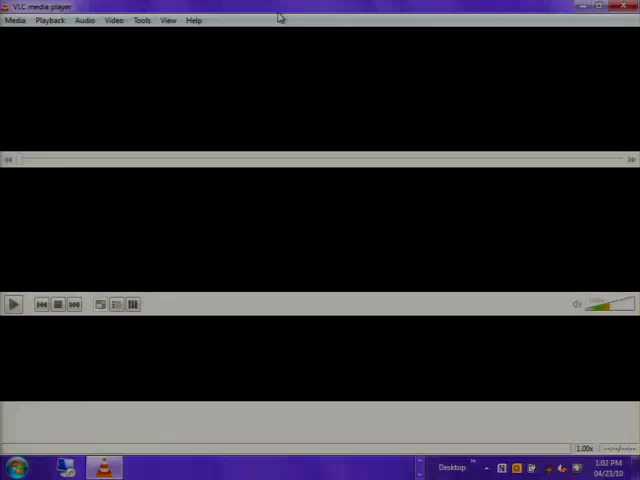 VLC media player
Media Playback Audio Video Tools View Help
100%
1.00x --:--/--:--
Desktop
1:02 PM
04/23/10